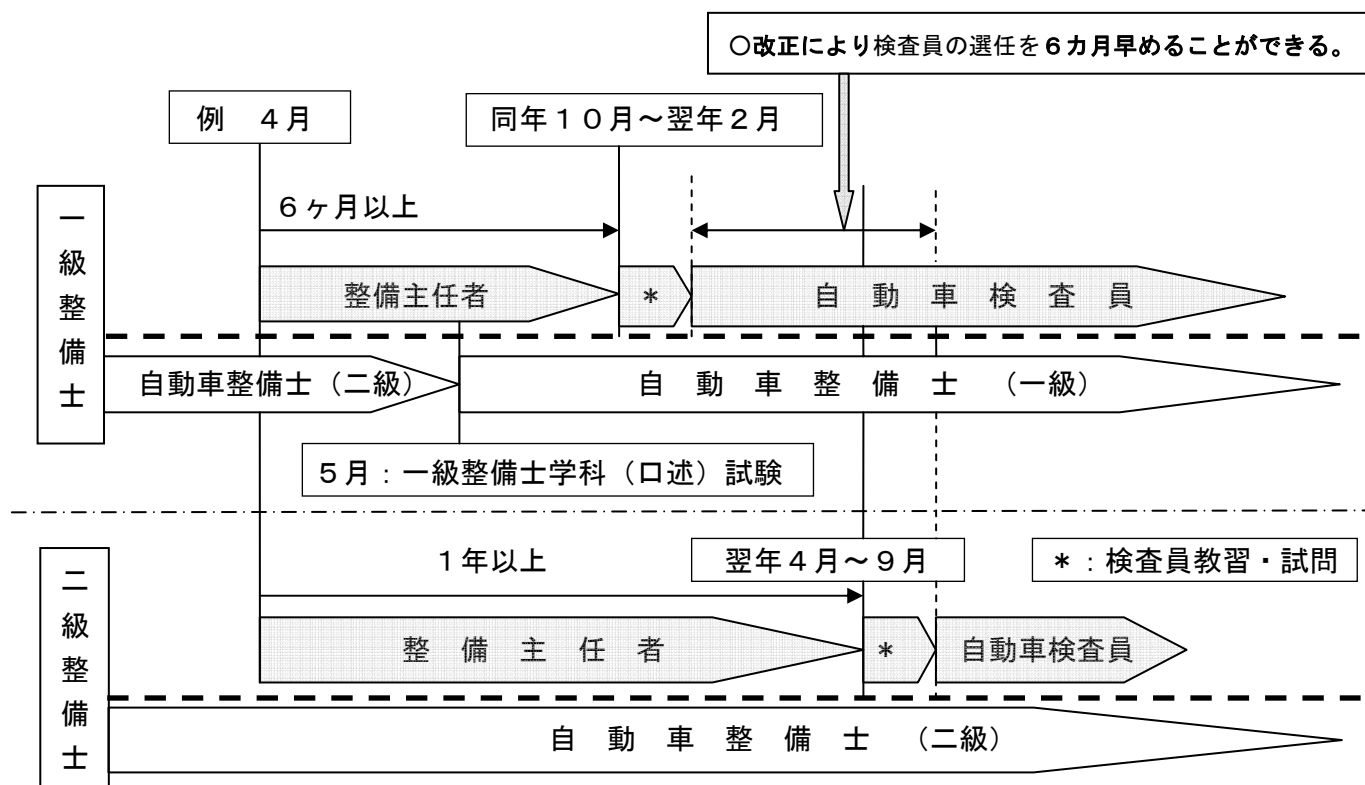 ○改正により検査員の選任を６カ月早めることができる。
例　４月
同年１０月～翌年２月
６ヶ月以上
一級整備士
整備主任者
*
自　動　車　検　査　員
自動車整備士（二級）
自　動　車　整　備　士　（一級）
５月：一級整備士学科（口述）試験
二級整備士
１年以上
翌年４月～９月
*：検査員教習・試問
整　備　主　任　者
*
自動車検査員
自　動　車　整　備　士　（二級）